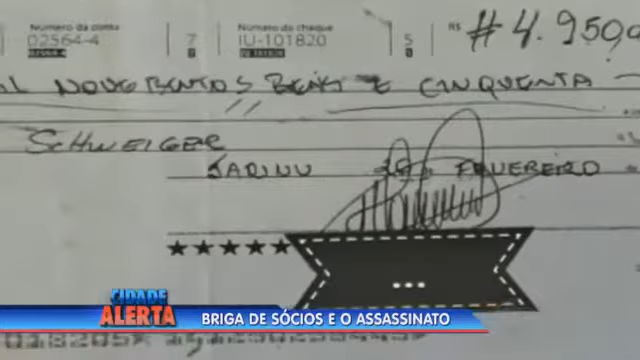 Número da conta Número do cheque R$
02564-4 7 IU-101820 5 #4.950,0
NOVECENTOS REAIS E CINQUENTA
SCHWEIGER
JARINU FEVEREIRO
★★★★★
...
CIDADE ALERTA
BRIGA DE SÓCIOS E O ASSASSINATO